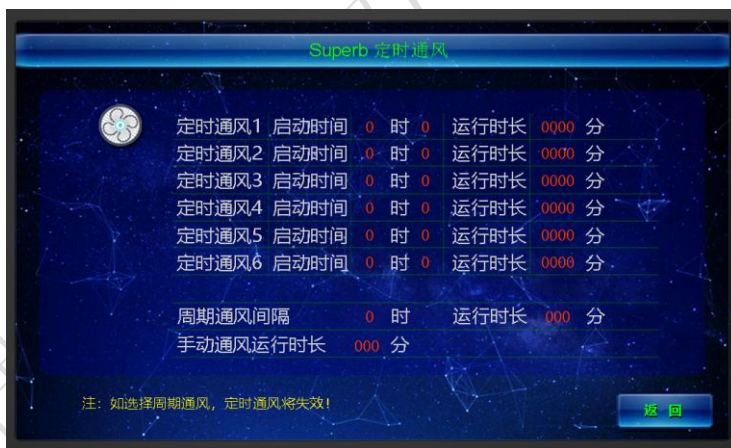 Superb 定时通风
定时通风1 启动时间 0 时 0 运行时长 0000 分
定时通风2 启动时间 0 时 0 运行时长 0000 分
定时通风3 启动时间 0 时 0 运行时长 0000 分
定时通风4 启动时间 0 时 0 运行时长 0000 分
定时通风5 启动时间 0 时 0 运行时长 0000 分
定时通风6 启动时间 0 时 0 运行时长 0000 分
周期通风间隔 0 时 运行时长 000 分
手动通风运行时长 000 分
注: 如选择周期通风, 定时通风将失效!
返 回